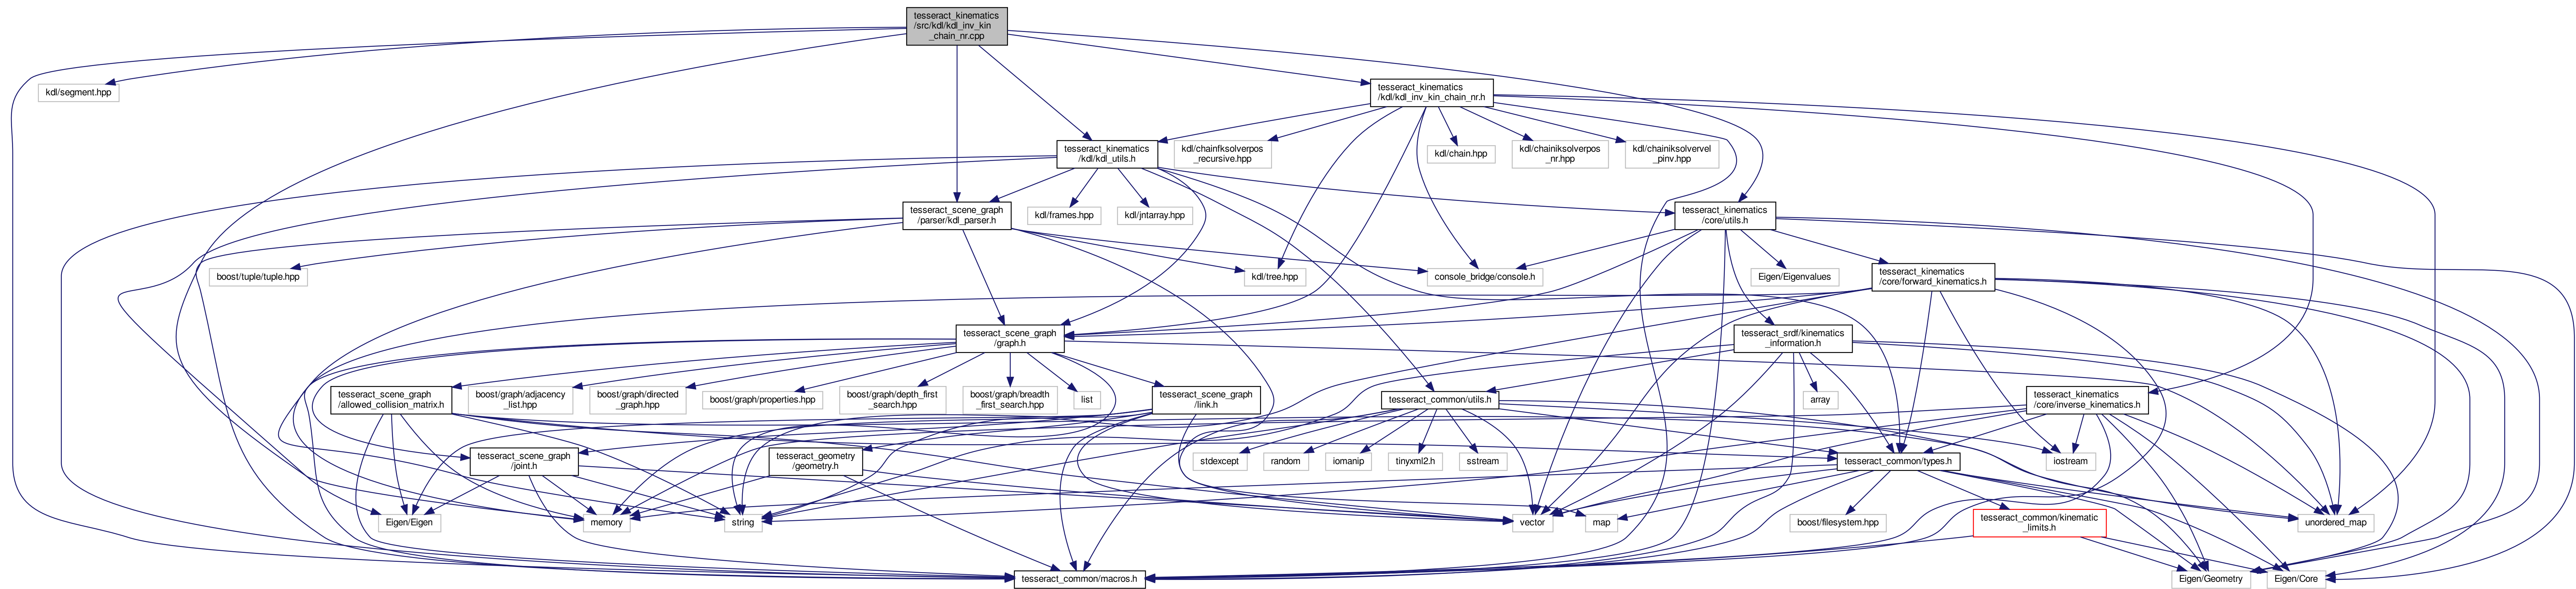 tesseract_kinematics
/src/kdl/kdl_inv_kin
_chain_nr.cpp
kdl/segment.hpp
tesseract_kinematics
/kdl/kdl_inv_kin_chain_nr.h
tesseract_kinematics
/kdl/kdl_utils.h
kdl/chainfksolverpos
_recursive.hpp
kdl/chain.hpp
kdl/chainiksolverpos
_nr.hpp
kdl/chainiksolvervel
_pinv.hpp
tesseract_scene_graph
/parser/kdl_parser.h
kdl/frames.hpp
kdl/jntarray.hpp
tesseract_kinematics
/core/utils.h
boost/tuple/tuple.hpp
kdl/tree.hpp
console_bridge/console.h
Eigen/Eigenvalues
tesseract_kinematics
/core/forward_kinematics.h
tesseract_scene_graph
/graph.h
tesseract_srdf/kinematics
_information.h
tesseract_scene_graph
/allowed_collision_matrix.h
boost/graph/adjacency
_list.hpp
boost/graph/directed
_graph.hpp
boost/graph/properties.hpp
boost/graph/depth_first
_search.hpp
boost/graph/breadth
_first_search.hpp
list
tesseract_scene_graph
/link.h
tesseract_common/utils.h
array
tesseract_kinematics
/core/inverse_kinematics.h
tesseract_scene_graph
/joint.h
tesseract_geometry
/geometry.h
stdexcept
random
iomanip
tinyxml2.h
sstream
tesseract_common/types.h
iostream
Eigen/Eigen
memory
string
vector
map
boost/filesystem.hpp
tesseract_common/kinematic
_limits.h
unordered_map
tesseract_common/macros.h
Eigen/Geometry
Eigen/Core